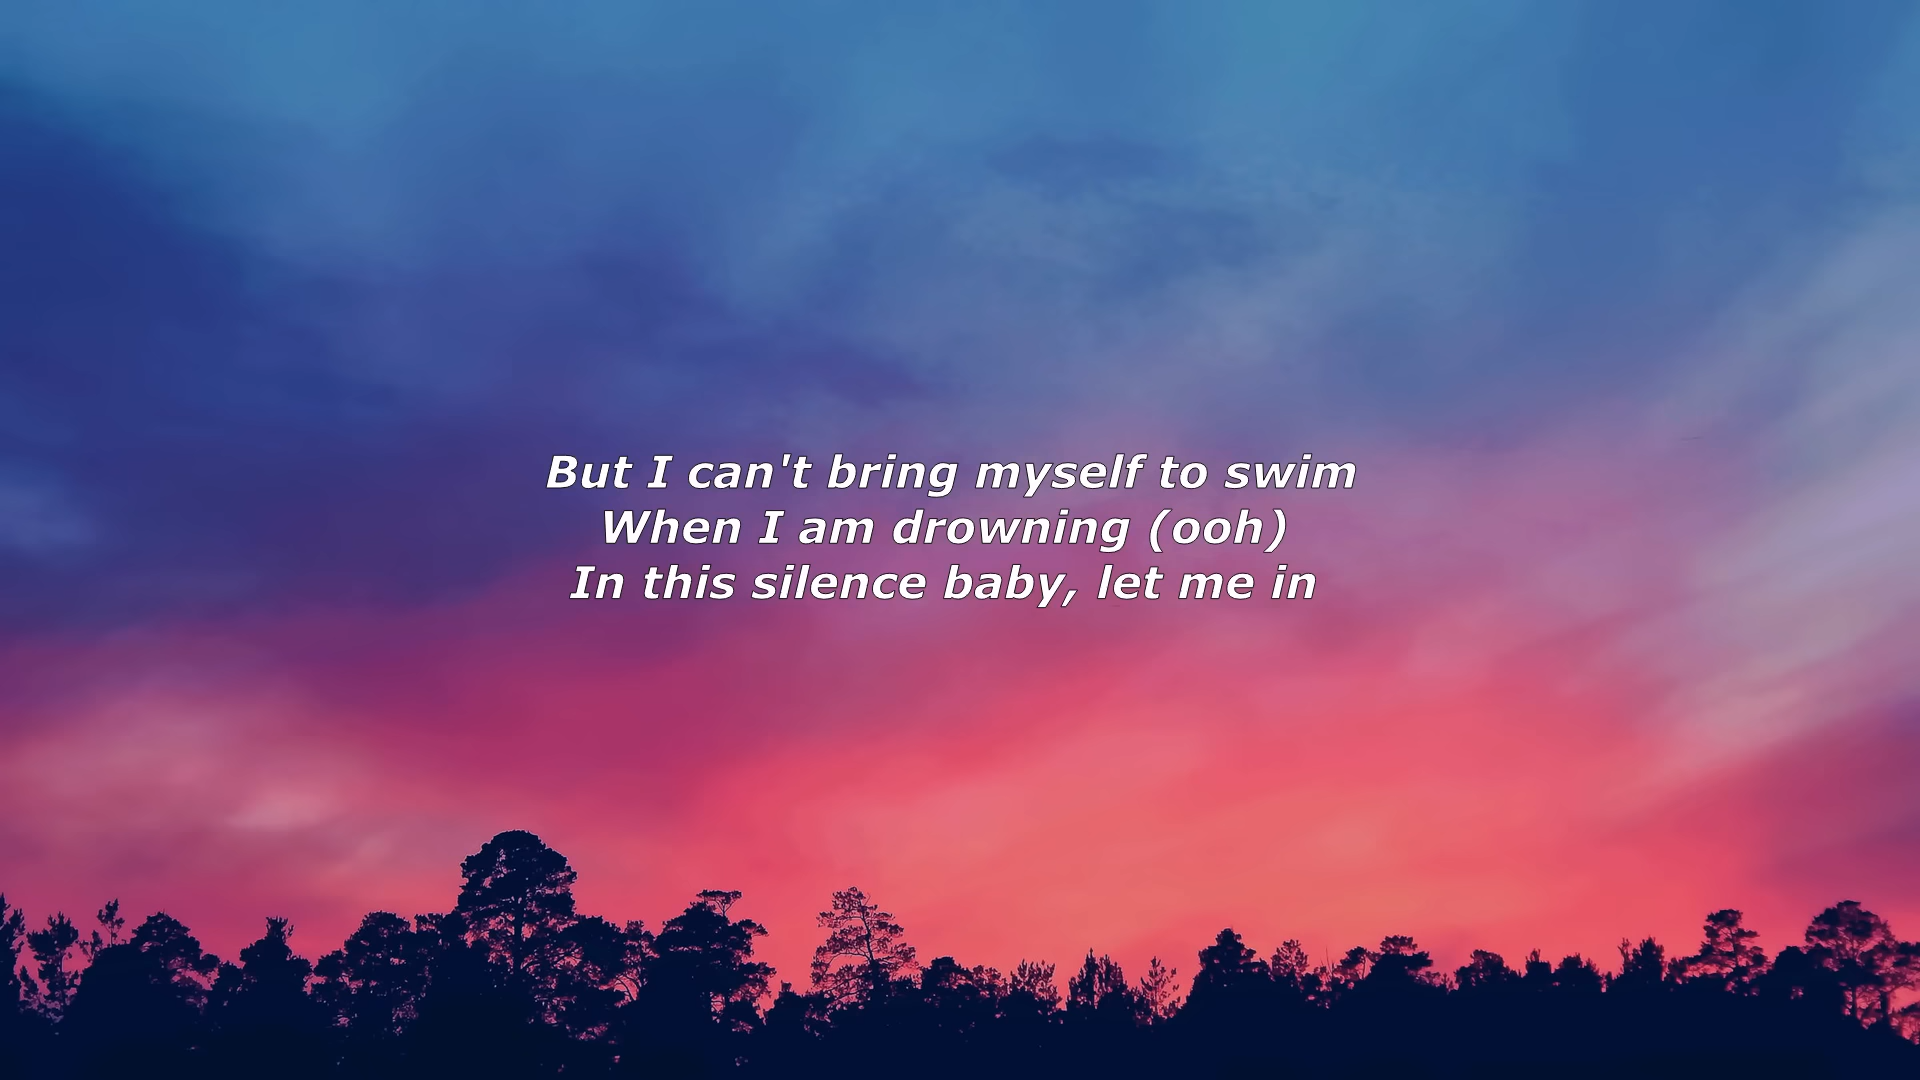 But I can't bring myself to swim
When I am drowning (ooh)
In this silence baby, let me in